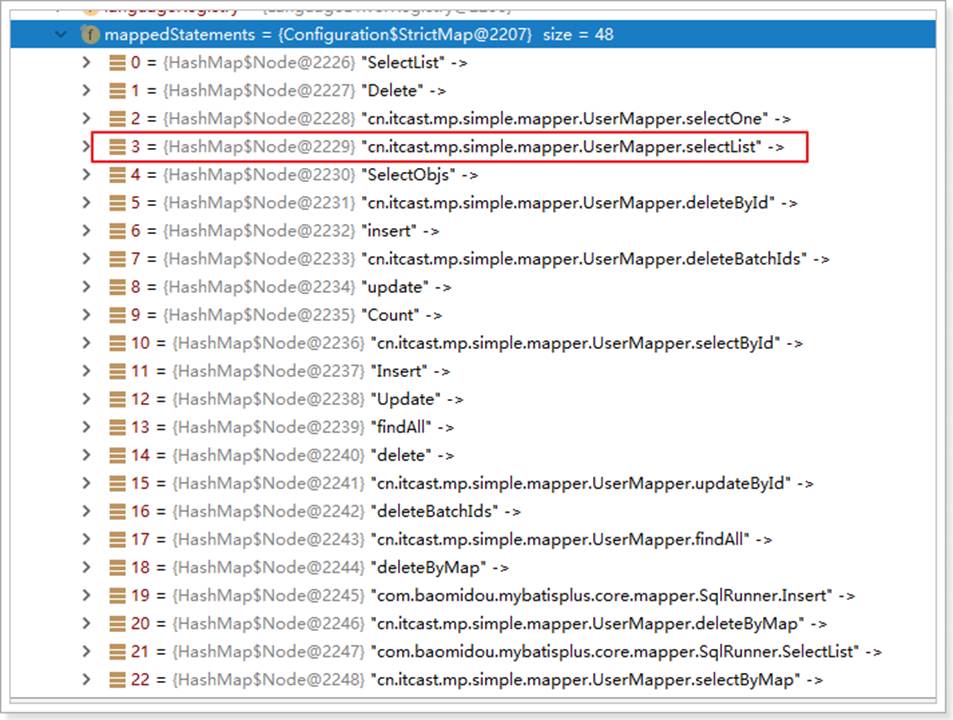 mappedStatements = {Configuration$StrictMap@2207} size = 48
0 = {HashMap$Node@2226} "SelectList" ->
1 = {HashMap$Node@2227} "Delete" ->
2 = {HashMap$Node@2228} "cn.itcast.mp.simple.mapper.UserMapper.selectOne" ->
3 = {HashMap$Node@2229} "cn.itcast.mp.simple.mapper.UserMapper.selectList" ->
4 = {HashMap$Node@2230} "SelectObjs" ->
5 = {HashMap$Node@2231} "cn.itcast.mp.simple.mapper.UserMapper.deleteById" ->
6 = {HashMap$Node@2232} "insert" ->
7 = {HashMap$Node@2233} "cn.itcast.mp.simple.mapper.UserMapper.deleteBatchIds" ->
8 = {HashMap$Node@2234} "update" ->
9 = {HashMap$Node@2235} "Count" ->
10 = {HashMap$Node@2236} "cn.itcast.mp.simple.mapper.UserMapper.selectById" ->
11 = {HashMap$Node@2237} "Insert" ->
12 = {HashMap$Node@2238} "Update" ->
13 = {HashMap$Node@2239} "findAll" ->
14 = {HashMap$Node@2240} "delete" ->
15 = {HashMap$Node@2241} "cn.itcast.mp.simple.mapper.UserMapper.updateById" ->
16 = {HashMap$Node@2242} "deleteBatchIds" ->
17 = {HashMap$Node@2243} "cn.itcast.mp.simple.mapper.UserMapper.findAll" ->
18 = {HashMap$Node@2244} "deleteByMap" ->
19 = {HashMap$Node@2245} "com.baomidou.mybatisplus.core.mapper.SqlRunner.Insert" ->
20 = {HashMap$Node@2246} "cn.itcast.mp.simple.mapper.UserMapper.deleteByMap" ->
21 = {HashMap$Node@2247} "com.baomidou.mybatisplus.core.mapper.SqlRunner.SelectList" ->
22 = {HashMap$Node@2248} "cn.itcast.mp.simple.mapper.UserMapper.selectByMap" ->